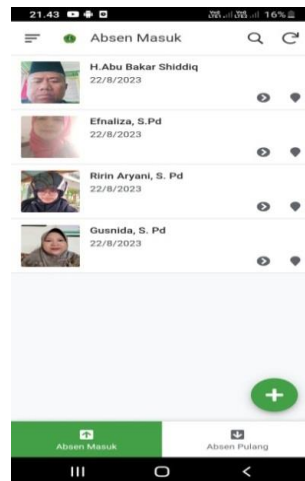 21.43 16%
Absen Masuk
H.Abu Bakar Shiddiq
22/8/2023
Efnaliza, S.Pd
22/8/2023
Ririn Aryani, S. Pd
22/8/2023
Gusnida, S. Pd
22/8/2023
Absen Masuk
Absen Pulang